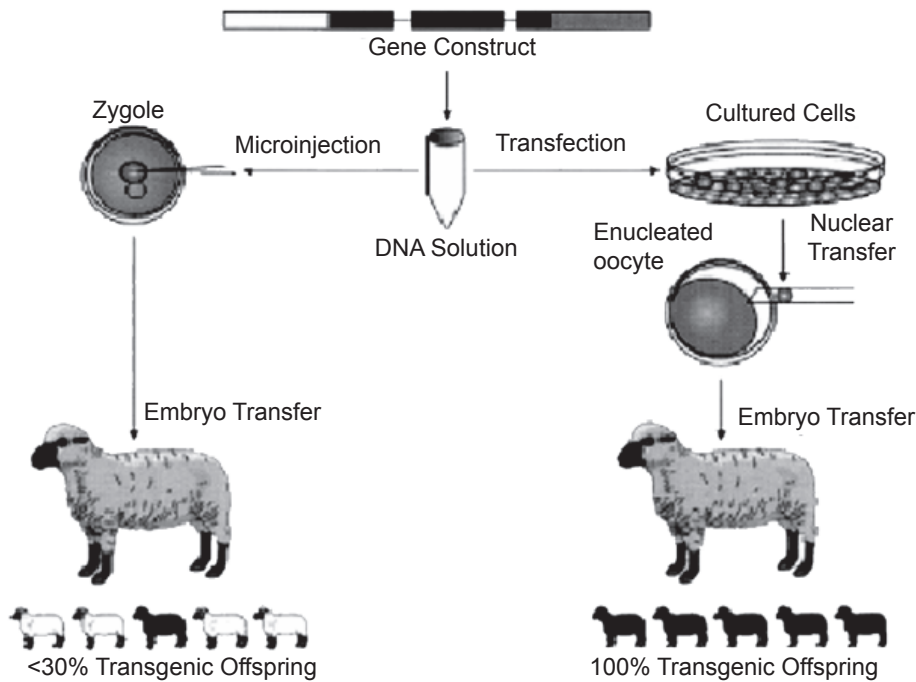 Gene Construct
Zygole
Microinjection
Transfection
Cultured Cells
DNA Solution
Enucleated
oocyte
Nuclear
Transfer
Embryo Transfer
Embryo Transfer
<30% Transgenic Offspring
100% Transgenic Offspring